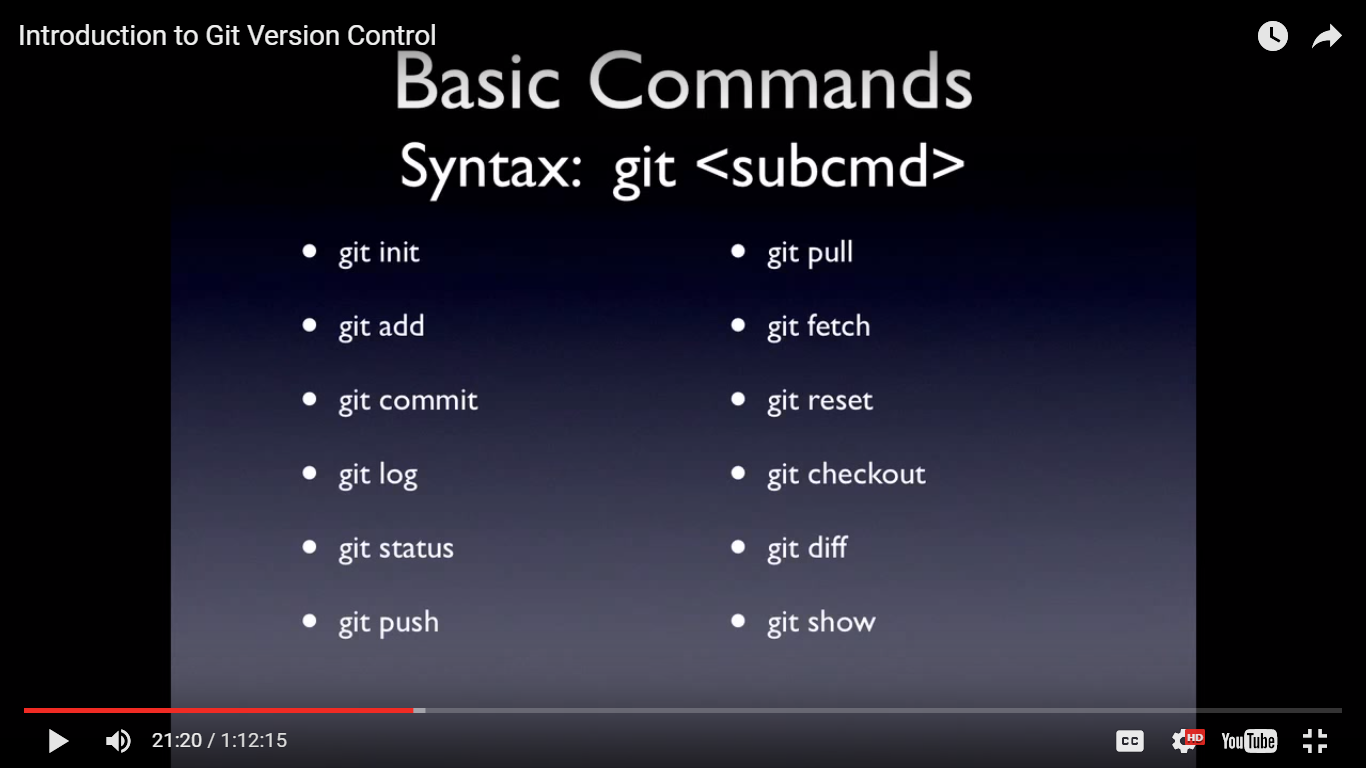 Introduction to Git Version Control
Basic Commands
Syntax: git <subcmd>
• git init
• git add
• git commit
• git log
• git status
• git push
• git pull
• git fetch
• git reset
• git checkout
• git diff
• git show
21:20 / 1:12:15
CC
HD
YouTube